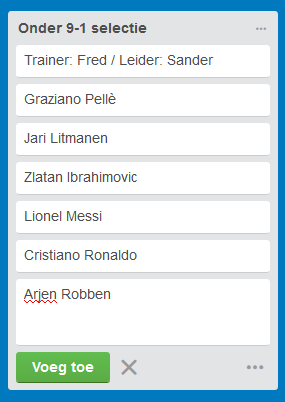 Onder 9-1 selectie
Trainer: Fred / Leider: Sander
Graziano Pellè
Jari Litmanen
Zlatan Ibrahimovic
Lionel Messi
Cristiano Ronaldo
Arjen Robben
Voeg toe